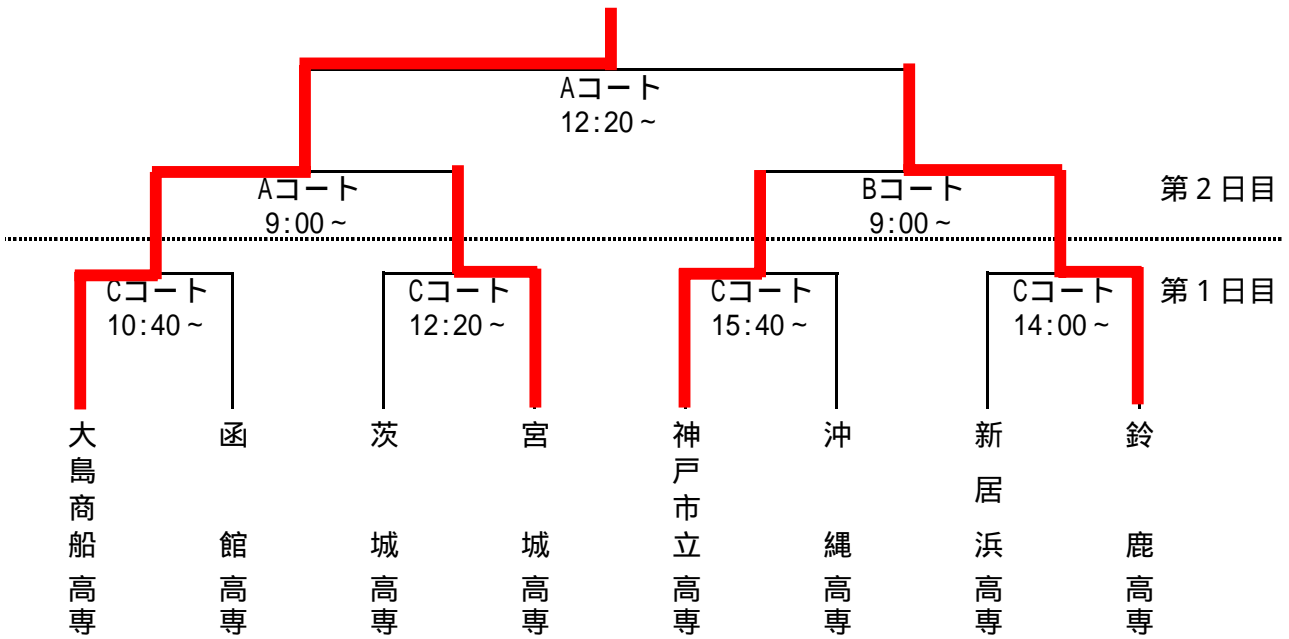 Aコート
12:20~
Aコート
9:00~
Bコート
9:00~
第2日目
第1日目
Cコート
10:40~
Cコート
12:20~
Cコート
15:40~
Cコート
14:00~
大島商船高専
函館高専
茨城高専
宮城高専
神戸市立高専
沖縄高専
新居浜高専
鈴鹿高専